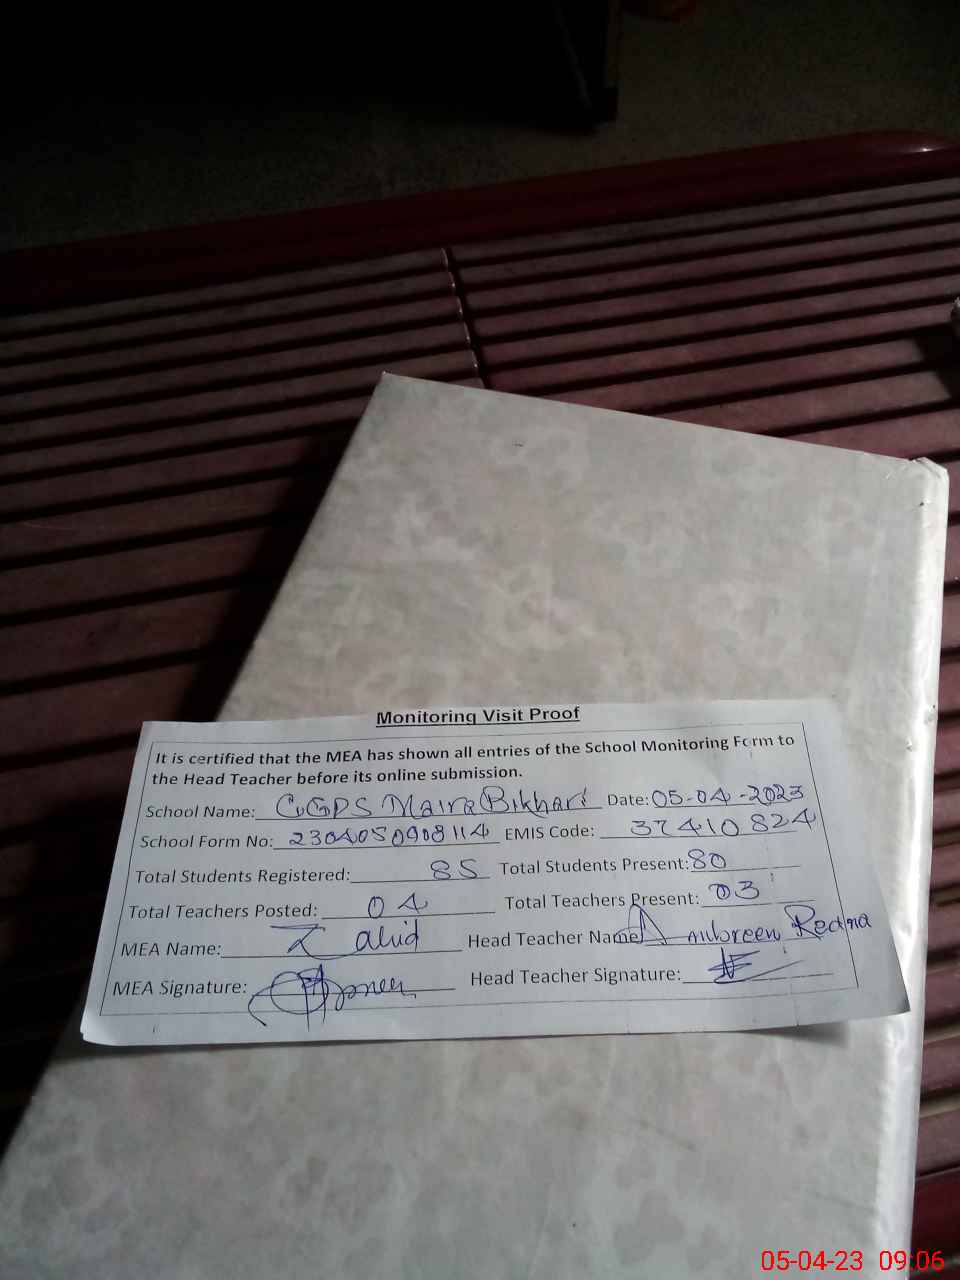 Monitoring Visit Proof
It is certified that the MEA has shown all entries of the School Monitoring Form to
the Head Teacher before its online submission.
School Name: GGPS Maira Bikhari Date: 05-04-2023
School Form No: 2304050908114 EMIS Code: 37410824
Total Students Registered: 85 Total Students Present: 80
Total Teachers Posted: 04 Total Teachers Present: 03
MEA Name: Zahid Head Teacher Name: Ambreen
MEA Signature: Head Teacher Signature:
05-04-23 09:06